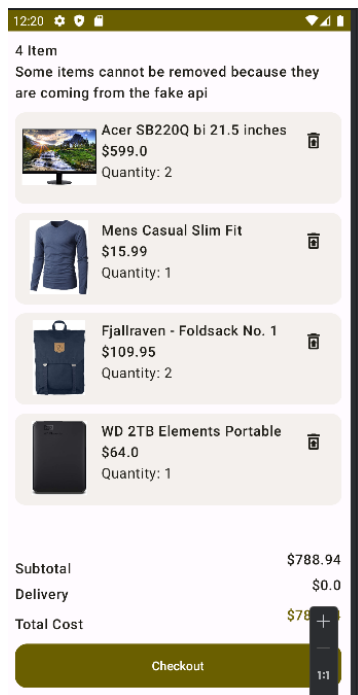 12:20
4 Item
Some items cannot be removed because they
are coming from the fake api
Acer SB220Q bi 21.5 inches
$599.0
Quantity: 2
Mens Casual Slim Fit
$15.99
Quantity: 1
Fjallraven - Foldsack No. 1
$109.95
Quantity: 2
WD 2TB Elements Portable
$64.0
Quantity: 1
Subtotal $788.94
Delivery $0.0
Total Cost
Checkout
1:1